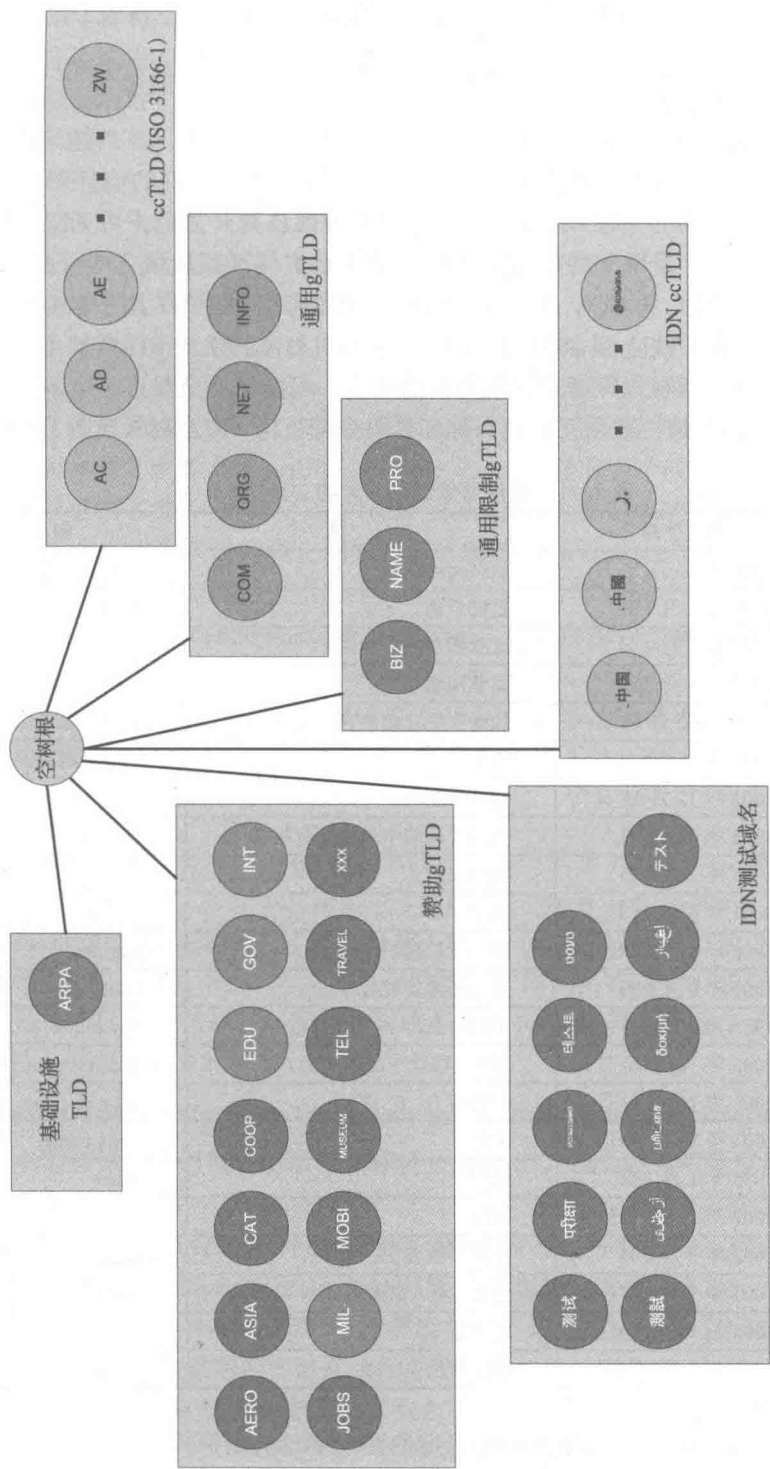 空树根
基础设施
TLD
ARPA
AERO ASIA CAT COOP EDU GOV INT
JOBS MIL MOBI MUSEUM TEL TRAVEL XXX
赞助gTLD
测试 परीक्षा 테스트
測試 δοκιμή テスト
IDN测试域名
.中国 .中國
IDN ccTLD
BIZ NAME PRO
通用限制gTLD
COM ORG NET INFO
通用gTLD
AC AD AE ZW
ccTLD (ISO 3166-1)